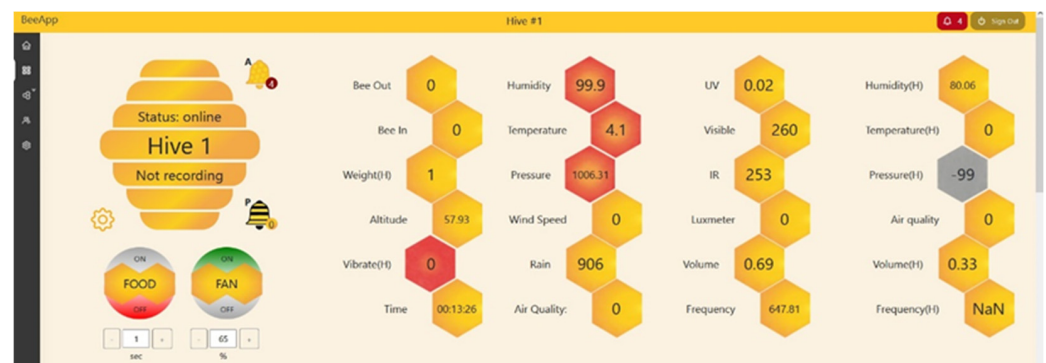 BeeApp
Hive #1
4
Sign Out
A
4
Status: online
Hive 1
Not recording
P
0
ON
FOOD
OFF
ON
FAN
OFF
- 1 +
- 65 +
sec
%
Bee Out 0
Bee In 0
Weight(H) 1
Altitude 57.93
Vibrate(H) 0
Time 00:13:26
Humidity 99.9
Temperature 4.1
Pressure 1006.31
Wind Speed 0
Rain 906
Air Quality: 0
UV 0.02
Visible 260
IR 253
Luxmeter 0
Volume 0.69
Frequency 647.81
Humidity(H) 80.06
Temperature(H) 0
Pressure(H) -99
Air quality 0
Volume(H) 0.33
Frequency(H) NaN